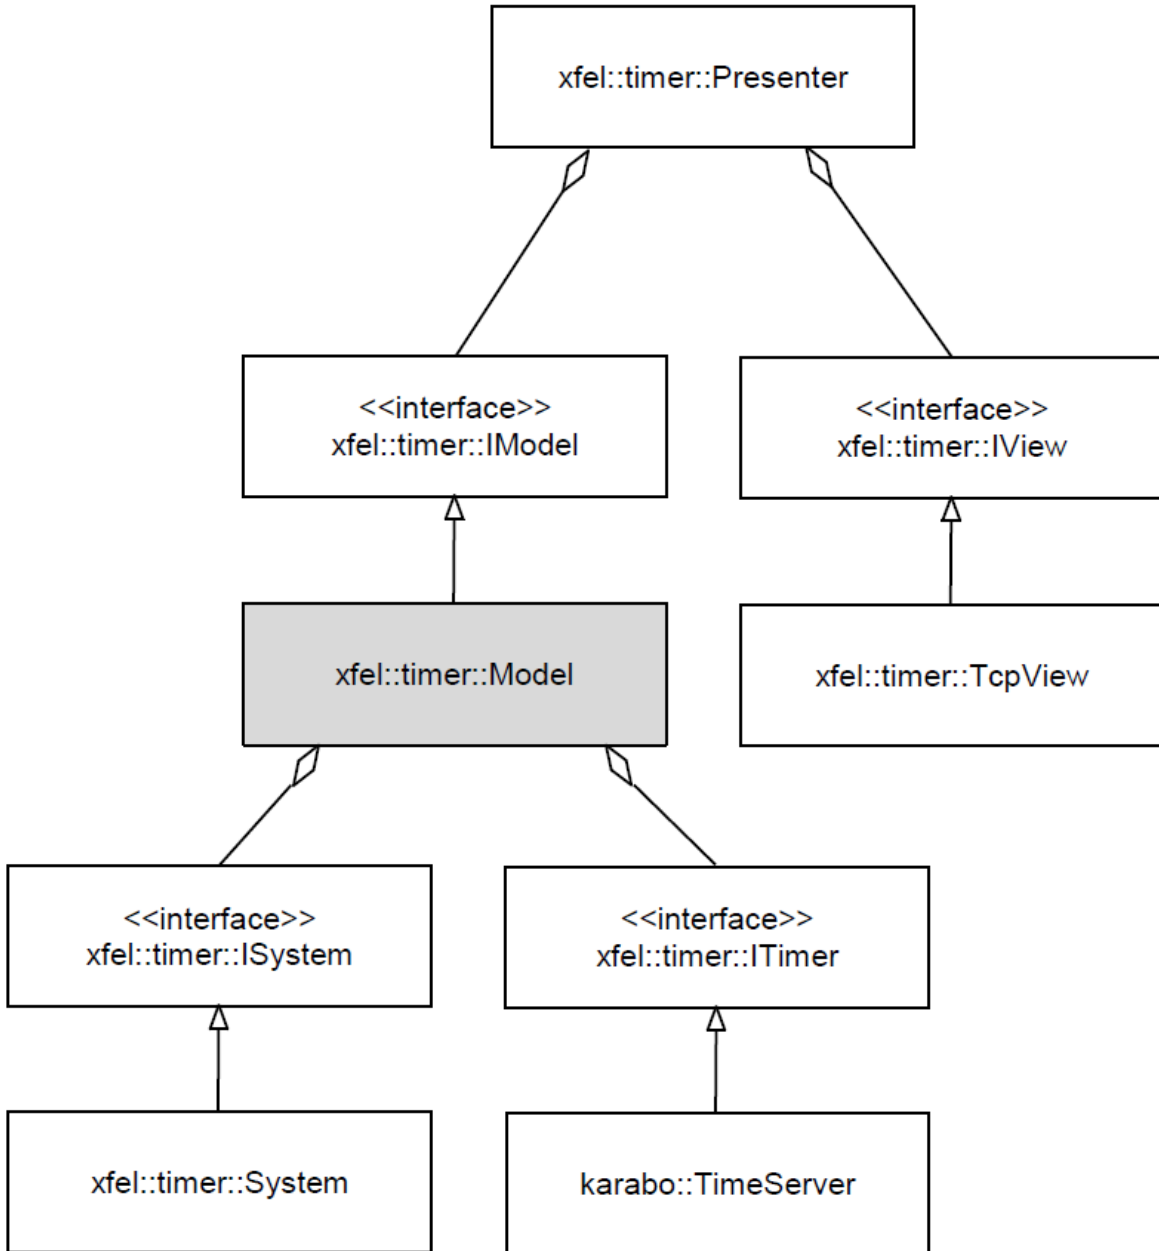 xfel::timer::Presenter
<<interface>>
xfel::timer::IModel
<<interface>>
xfel::timer::IView
xfel::timer::Model
xfel::timer::TcpView
<<interface>>
xfel::timer::ISystem
<<interface>>
xfel::timer::ITimer
xfel::timer::System
karabo::TimeServer